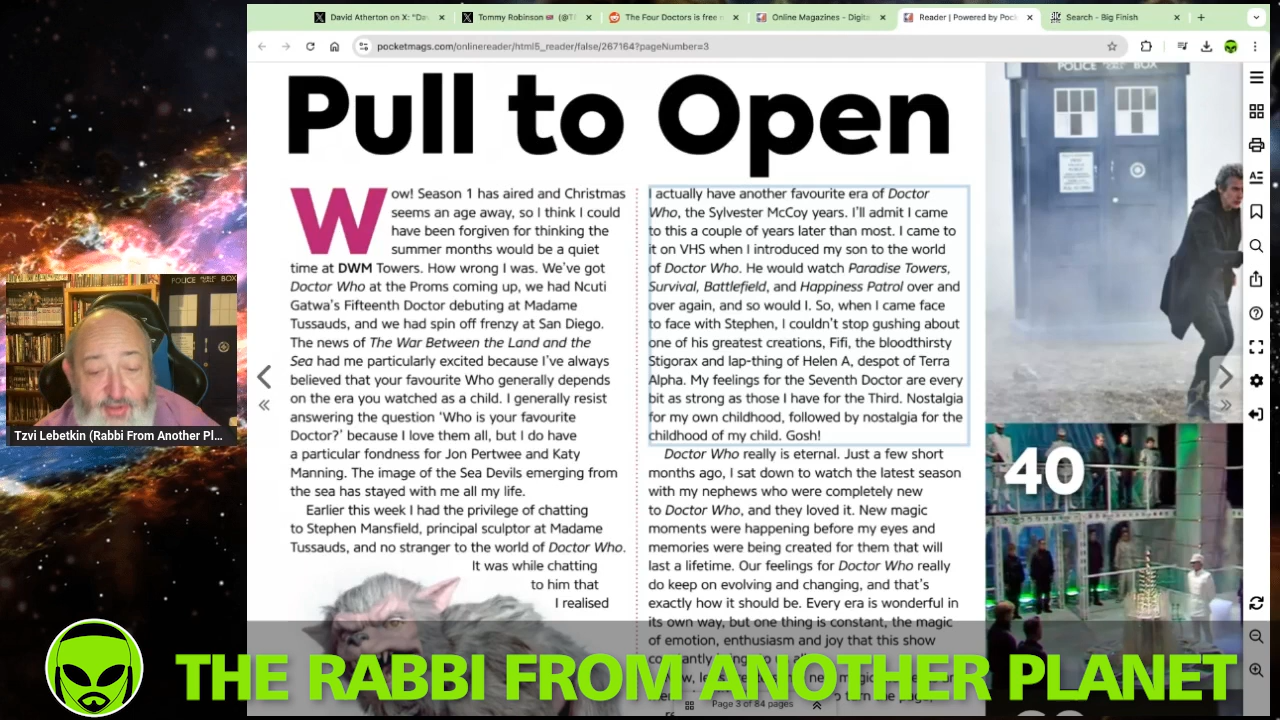 David Atherton on X: "Dav
Tommy Robinson 🇬🇧 (@TR
The Four Doctors is free
Online Magazines - Digita
Reader | Powered by Pock
Search - Big Finish
pocketmags.com/onlinereader/html5_reader/false/267164?pageNumber=3
Pull to Open
Wow! Season 1 has aired and Christmas
seems an age away, so I think I could
have been forgiven for thinking the
summer months would be a quiet
time at DWM Towers. How wrong I was. We've got
Doctor Who at the Proms coming up, we had Ncuti
Gatwa's Fifteenth Doctor debuting at Madame
Tussauds, and we had spin off frenzy at San Diego.
The news of The War Between the Land and the
Sea had me particularly excited because I've always
believed that your favourite Who generally depends
on the era you watched as a child. I generally resist
answering the question 'Who is your favourite
Doctor?' because I love them all, but I do have
a particular fondness for Jon Pertwee and Katy
Manning. The image of the Sea Devils emerging from
the sea has stayed with me all my life.
Earlier this week I had the privilege of chatting
to Stephen Mansfield, principal sculptor at Madame
Tussauds, and no stranger to the world of Doctor Who.
It was while chatting
to him that
I realised
I actually have another favourite era of Doctor
Who, the Sylvester McCoy years. I'll admit I came
to this a couple of years later than most. I came to
it on VHS when I introduced my son to the world
of Doctor Who. He would watch Paradise Towers,
Survival, Battlefield, and Happiness Patrol over and
over again, and so would I. So, when I came face
to face with Stephen, I couldn't stop gushing about
one of his greatest creations, Fifi, the bloodthirsty
Stigorax and lap-thing of Helen A, despot of Terra
Alpha. My feelings for the Seventh Doctor are every
bit as strong as those I have for the Third. Nostalgia
for my own childhood, followed by nostalgia for the
childhood of my child. Gosh!
Doctor Who really is eternal. Just a few short
months ago, I sat down to watch the latest season
with my nephews who were completely new
to Doctor Who, and they loved it. New magic
moments were happening before my eyes and
memories were being created for them that will
last a lifetime. Our feelings for Doctor Who really
do keep on evolving and changing, and that's
exactly how it should be. Every era is wonderful in
its own way, but one thing is constant, the magic
of emotion, enthusiasm and joy that this show
POLICE BOX
40
POLICE BOX
Tzvi Lebetkin (Rabbi From Another Pl...
Page 3 of 84 pages
THE RABBI FROM ANOTHER PLANET